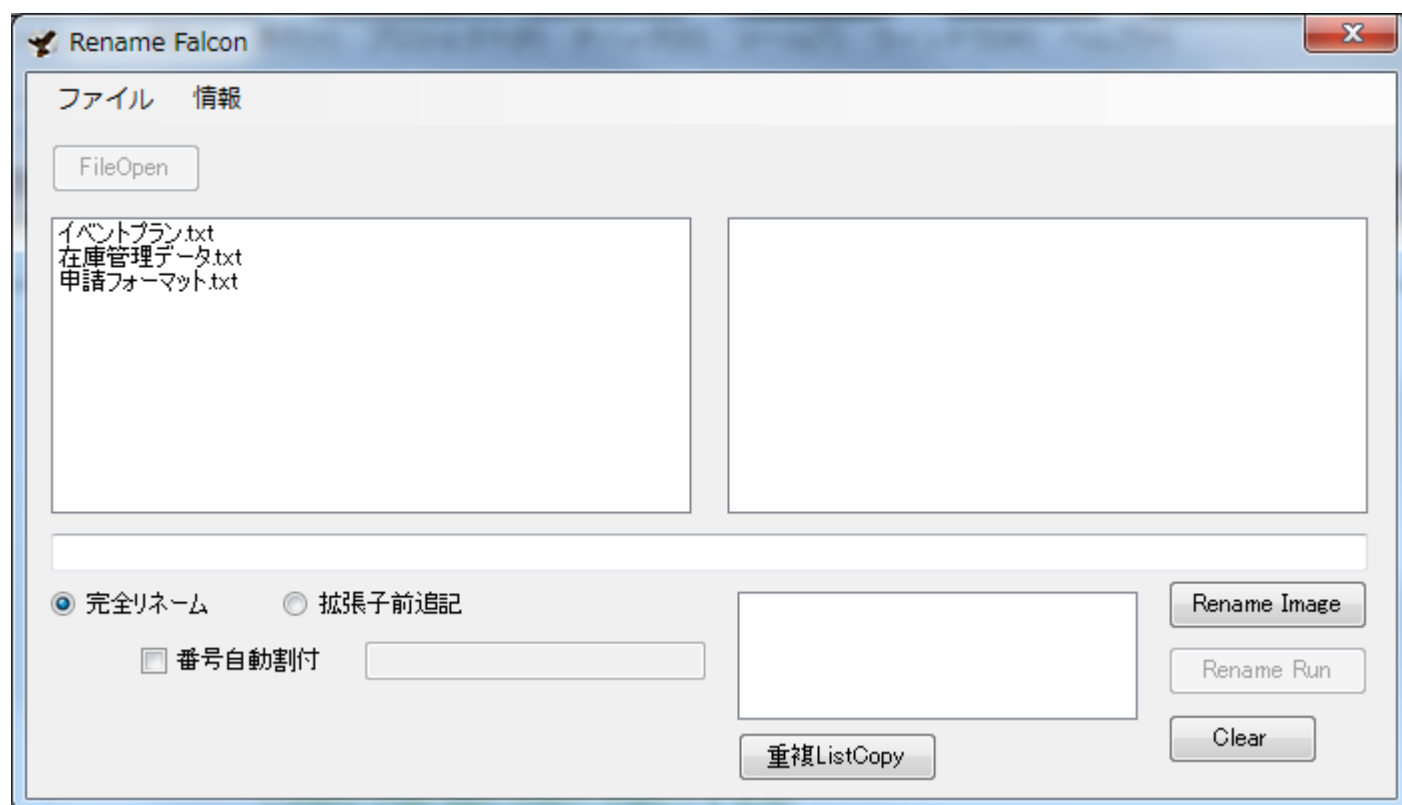 Rename Falcon
ファイル 情報
FileOpen
イベントプラン.txt
在庫管理データ.txt
申請フォーマット.txt
完全リネーム 拡張子前追記
Rename Image
番号自動割付
Rename Run
Clear
重複ListCopy